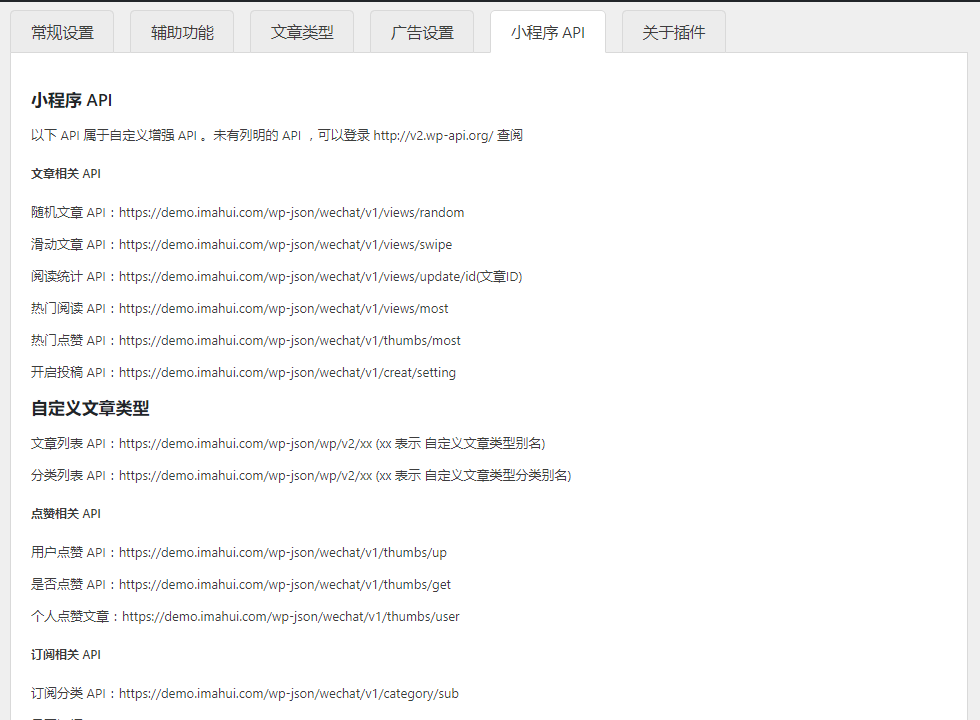 常规设置
辅助功能
文章类型
广告设置
小程序 API
关于插件
小程序 API
以下 API 属于自定义增强 API 。未有列明的 API ，可以登录 http://v2.wp-api.org/ 查阅
文章相关 API
随机文章 API：https://demo.imahui.com/wp-json/wechat/v1/views/random
滑动文章 API：https://demo.imahui.com/wp-json/wechat/v1/views/swipe
阅读统计 API：https://demo.imahui.com/wp-json/wechat/v1/views/update/id(文章ID)
热门阅读 API：https://demo.imahui.com/wp-json/wechat/v1/views/most
热门点赞 API：https://demo.imahui.com/wp-json/wechat/v1/thumbs/most
开启投稿 API：https://demo.imahui.com/wp-json/wechat/v1/creat/setting
自定义文章类型
文章列表 API：https://demo.imahui.com/wp-json/wp/v2/xx (xx 表示 自定义文章类型别名)
分类列表 API：https://demo.imahui.com/wp-json/wp/v2/xx (xx 表示 自定义文章类型分类别名)
点赞相关 API
用户点赞 API：https://demo.imahui.com/wp-json/wechat/v1/thumbs/up
是否点赞 API：https://demo.imahui.com/wp-json/wechat/v1/thumbs/get
个人点赞文章：https://demo.imahui.com/wp-json/wechat/v1/thumbs/user
订阅相关 API
订阅分类 API：https://demo.imahui.com/wp-json/wechat/v1/category/sub